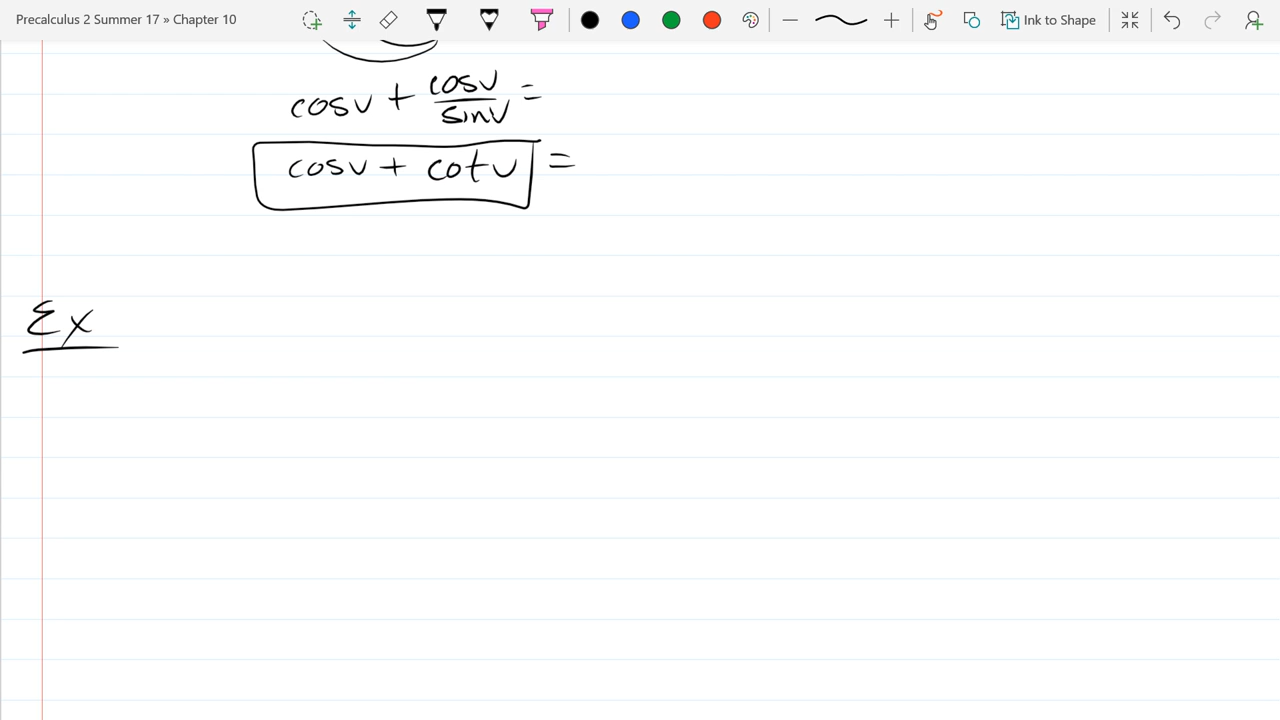 Precalculus 2 Summer 17 » Chapter 10
Ink to Shape
cosv + cosv/sinv =
cosv + cotv =
Ex